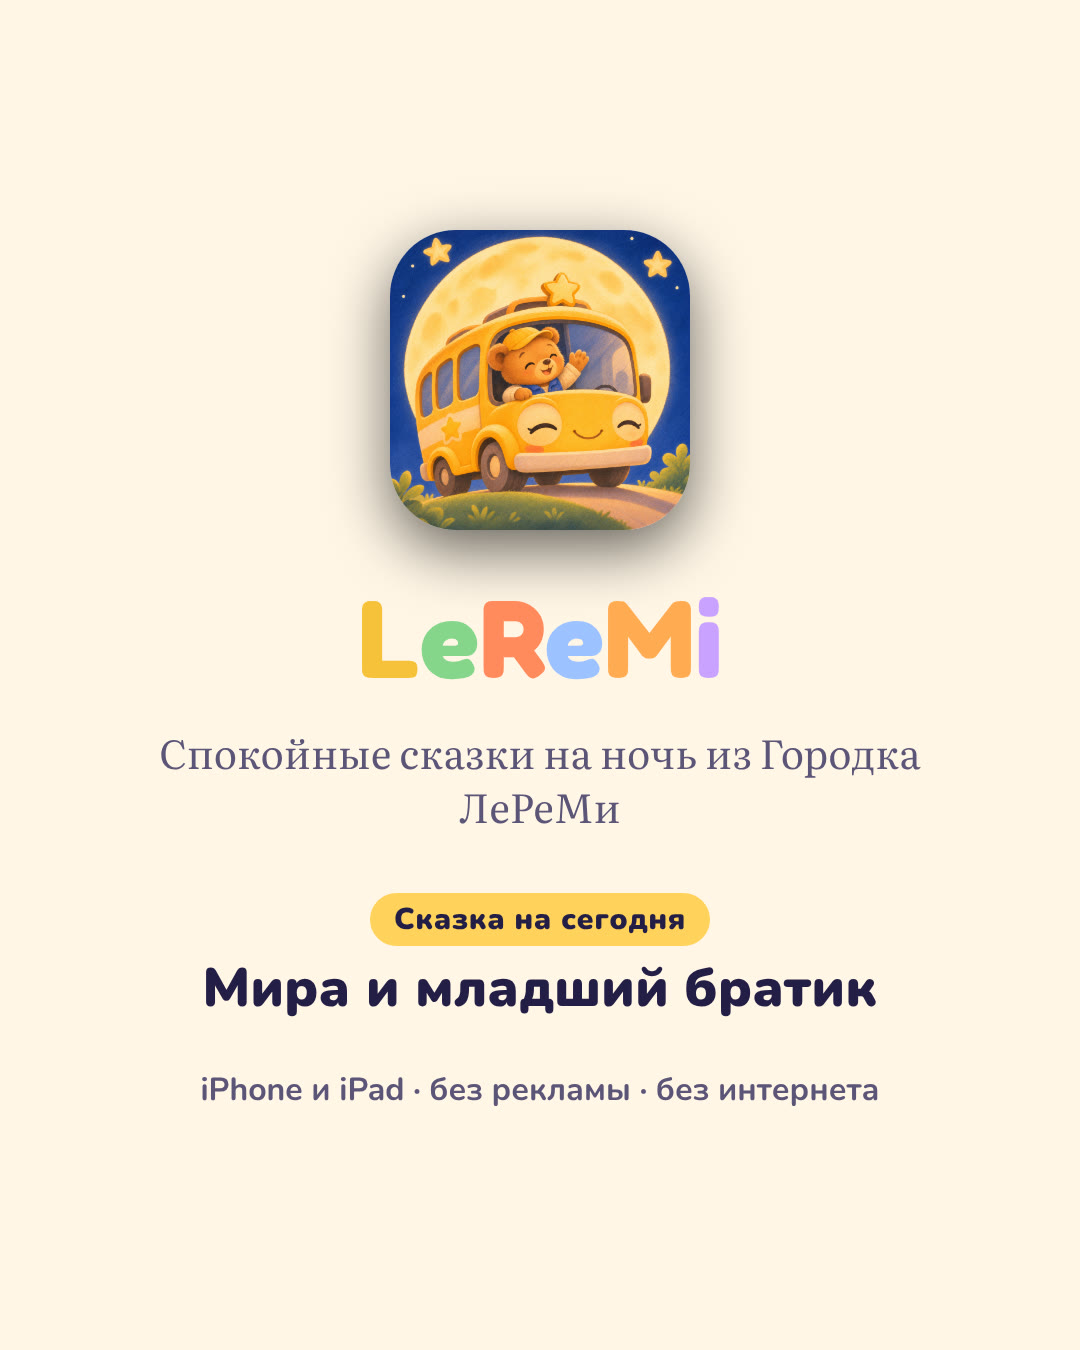 LeReMi
Спокойные сказки на ночь из Городка
ЛеРеМи
Сказка на сегодня
Мира и младший братик
iPhone и iPad · без рекламы · без интернета